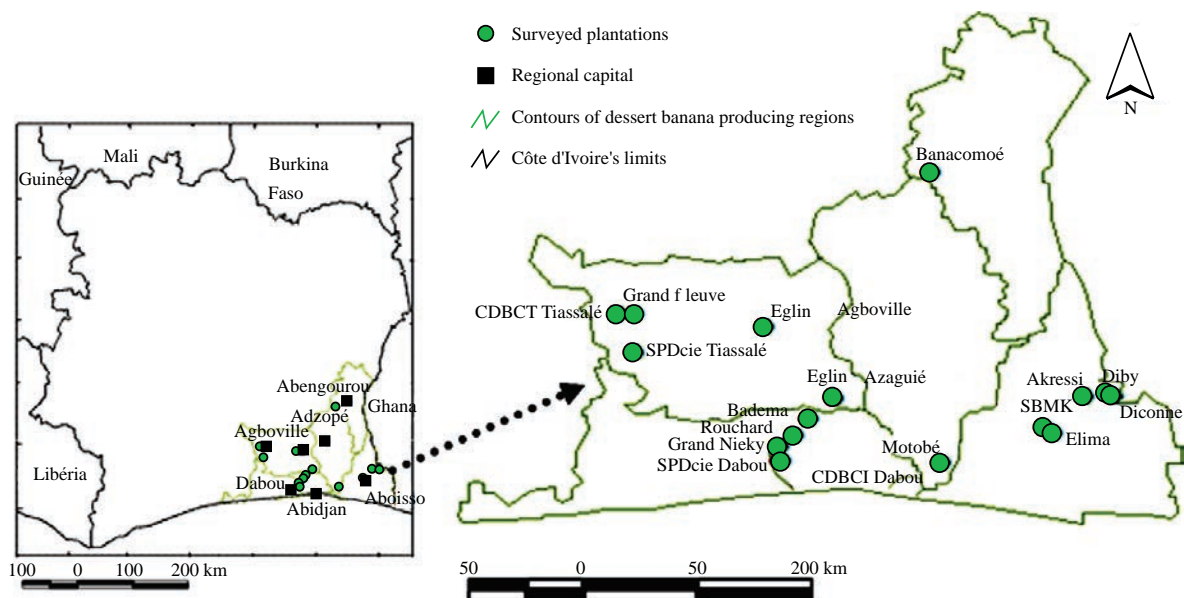 Surveyed plantations
Regional capital
Contours of dessert banana producing regions
Côte d'Ivoire's limits
N
Mali
Burkina
Faso
Guinée
Abengourou
Adzopé
Ghana
Agboville
Libéria
Dabou
Aboisso
Abidjan
100 0 100 200 km
Banacomoé
Grand f leuve
CDBCT Tiassalé
Eglin
Agboville
SPDcie Tiassalé
Eglin
Azaguié
Akressi
Diby
Diconne
Badema
SBMK
Rouchard
Elima
Grand Nieky
Motobé
SPDcie Dabou
CDBCI Dabou
50 0 50 200 km